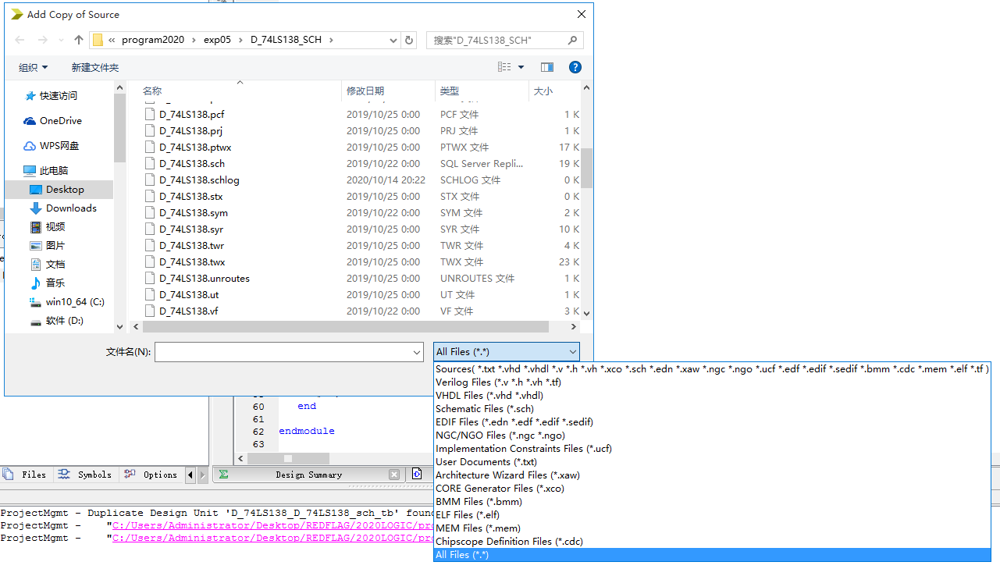 Add Copy of Source
« program2020 › exp05 › D_74LS138_SCH ›
搜索"D_74LS138_SCH"
组织 新建文件夹
名称 修改日期 类型 大小
快速访问
OneDrive
WPS网盘
此电脑
Desktop
Downloads
视频
图片
文档
音乐
win10_64 (C:)
软件 (D:)
D_74LS138.pcf 2019/10/25 0:00 PCF 文件 1 K
D_74LS138.prj 2019/10/25 0:00 PRJ 文件 1 K
D_74LS138.ptwx 2019/10/25 0:00 PTWX 文件 17 K
D_74LS138.sch 2019/10/22 0:00 SQL Server Repli... 19 K
D_74LS138.schlog 2020/10/14 20:22 SCHLOG 文件 0 K
D_74LS138.stx 2019/10/25 0:00 STX 文件 0 K
D_74LS138.sym 2019/10/22 0:00 SYM 文件 2 K
D_74LS138.syr 2019/10/25 0:00 SYR 文件 10 K
D_74LS138.twr 2019/10/25 0:00 TWR 文件 4 K
D_74LS138.twx 2019/10/25 0:00 TWX 文件 23 K
D_74LS138.unroutes 2019/10/25 0:00 UNROUTES 文件 1 K
D_74LS138.ut 2019/10/25 0:00 UT 文件 1 K
D_74LS138.vf 2019/10/22 0:00 VF 文件 3 K
文件名(N): All Files (*.*)
Sources( *.txt *.vhd *.vhdl *.v *.h *.vh *.xco *.sch *.edn *.xaw *.ngc *.ngo *.ucf *.edf *.edif *.sedif *.bmm *.cdc *.mem *.elf *.tf )
Verilog Files (*.v *.h *.vh *.tf)
VHDL Files (*.vhd *.vhdl)
Schematic Files (*.sch)
EDIF Files (*.edn *.edf *.edif *.sedif)
NGC/NGO Files (*.ngc *.ngo)
Implementation Constraints Files (*.ucf)
User Documents (*.txt)
Architecture Wizard Files (*.xaw)
CORE Generator Files (*.xco)
BMM Files (*.bmm)
ELF Files (*.elf)
MEM Files (*.mem)
Chipscope Definition Files (*.cdc)
All Files (*.*)
60 end
61
62 endmodule
63
Files Symbols Options Design Summary
ProjectMgmt - Duplicate Design Unit 'D_74LS138_D_74LS138_sch_tb' found
ProjectMgmt - "C:/Users/Administrator/Desktop/REDFLAG/2020LOGIC/pro
ProjectMgmt - "C:/Users/Administrator/Desktop/REDFLAG/2020LOGIC/pro